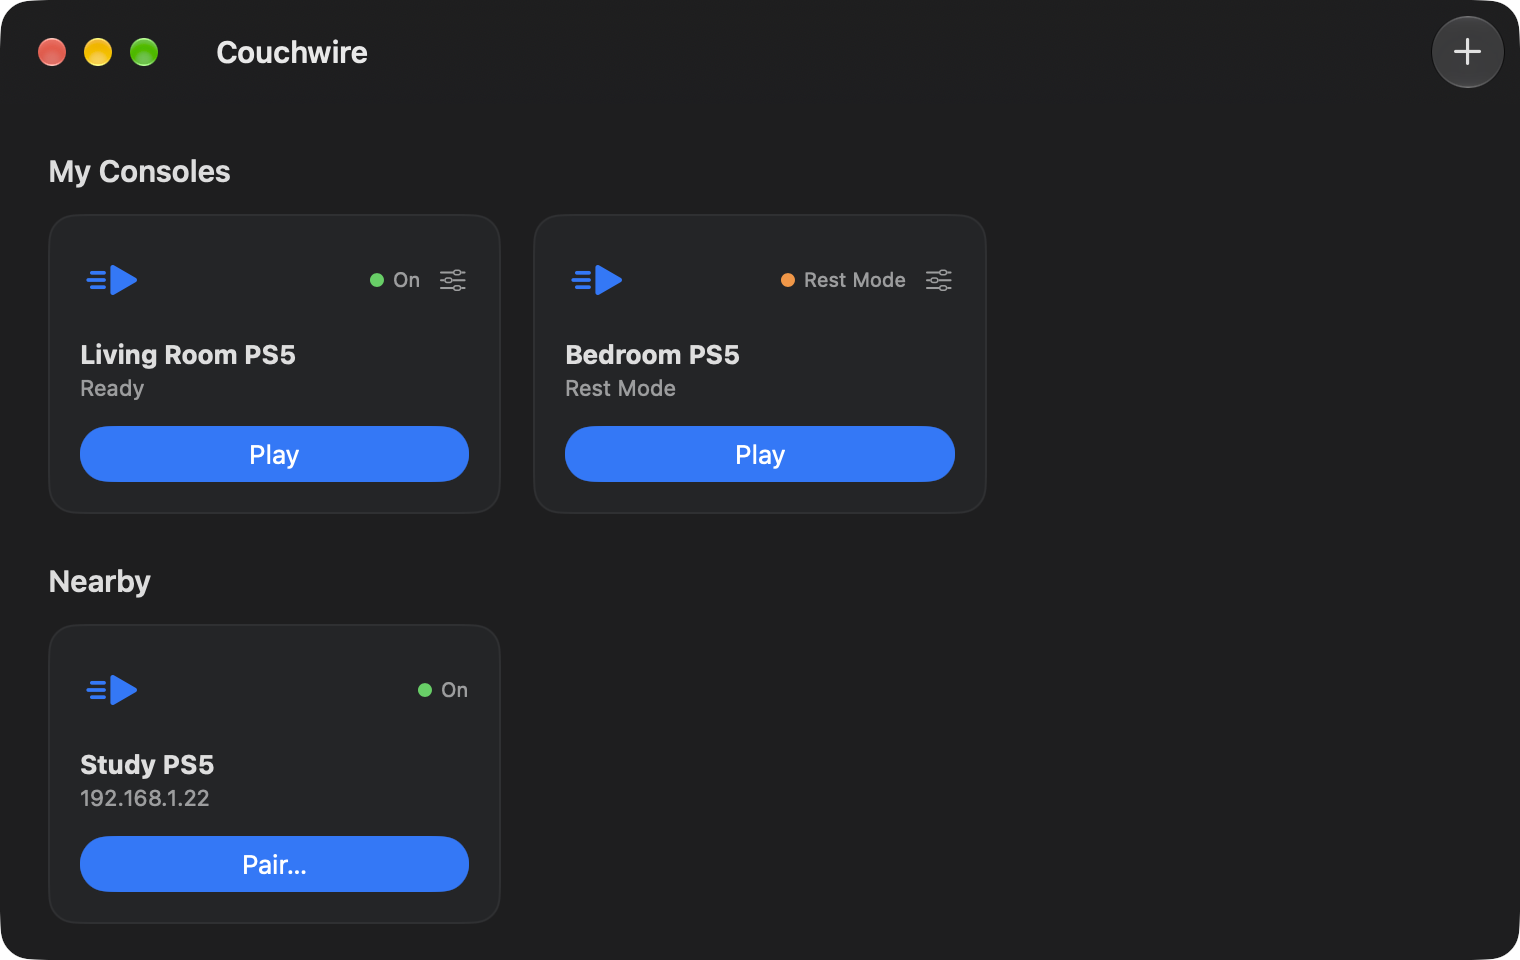 Couchwire
My Consoles
On
Living Room PS5
Ready
Play
Rest Mode
Bedroom PS5
Rest Mode
Play
Nearby
On
Study PS5
192.168.1.22
Pair...